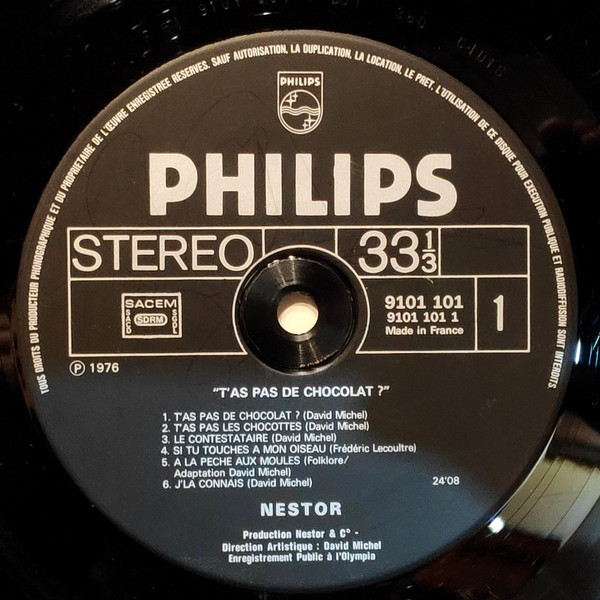 TOUS DROITS DU PRODUCTEUR PHONOGRAPHIQUE ET DU PROPRIETAIRE DE L'ŒUVRE ENREGISTREE RESERVES. SAUF AUTORISATION, LA DUPLICATION, LA LOCATION, LE PRET, L'UTILISATION DE CE DISQUE POUR EXECUTION PUBLIQUE ET RADIODIFFUSION SONT INTERDITS.
PHILIPS
PHILIPS
STEREO 33 1/3
SACEM
SACD SDRM SGDL
9101 101
9101 101 1
Made in France
1
℗ 1976
“T'AS PAS DE CHOCOLAT ?”
1. T'AS PAS DE CHOCOLAT ? (David Michel)
2. T'AS PAS LES CHOCOTTES (David Michel)
3. LE CONTESTATAIRE (David Michel)
4. SI TU TOUCHES A MON OISEAU (Frédéric Lecoultre)
5. A LA PECHE AUX MOULES (Folklore/
Adaptation David Michel)
6. J'LA CONNAIS (David Michel) 24'08
NESTOR
Production Nestor & C° -
Direction Artistique : David Michel
Enregistrement Public à l'Olympia